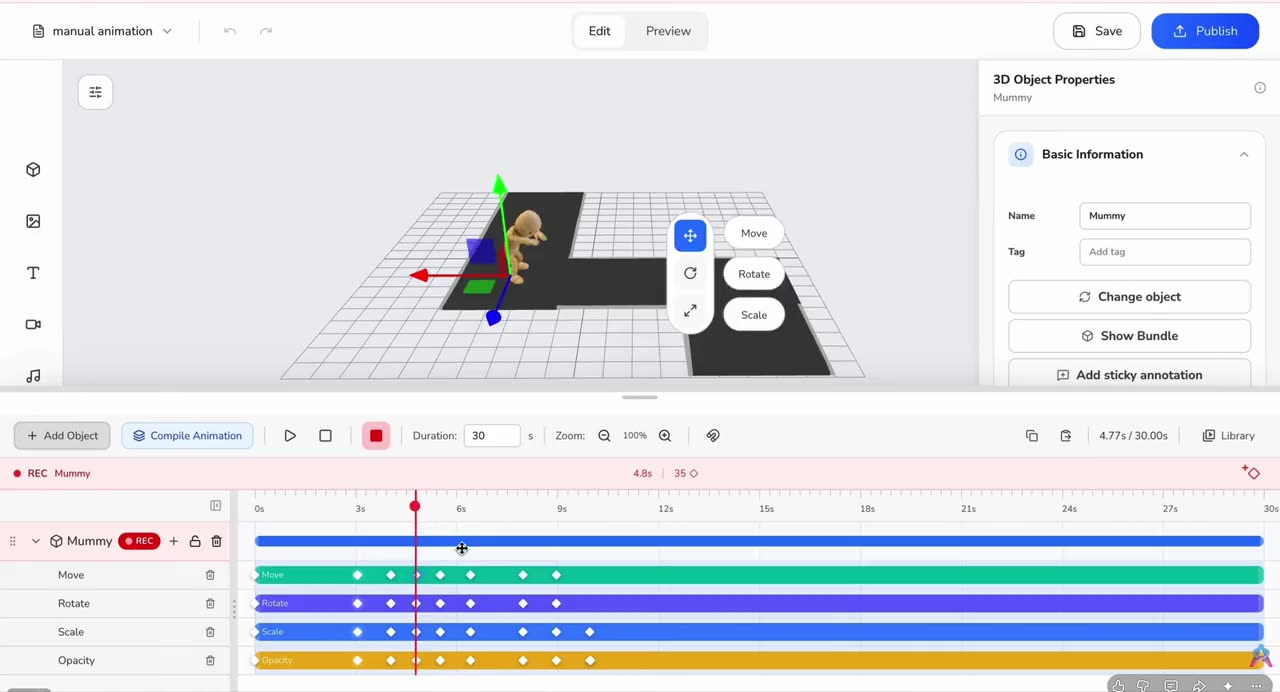 manual animation
Edit
Preview
Save
Publish
3D Object Properties
Mummy
Basic Information
Name
Mummy
Tag
Add tag
Change object
Show Bundle
Add sticky annotation
Move
Rotate
Scale
Add Object
Compile Animation
Duration:
30
s
Zoom:
100%
4.77s / 30.00s
Library
REC Mummy
4.8s
35
0s 3s 6s 9s 12s 15s 18s 21s 24s 27s 30s
Mummy
REC
Move
Move
Rotate
Rotate
Scale
Scale
Opacity
Opacity